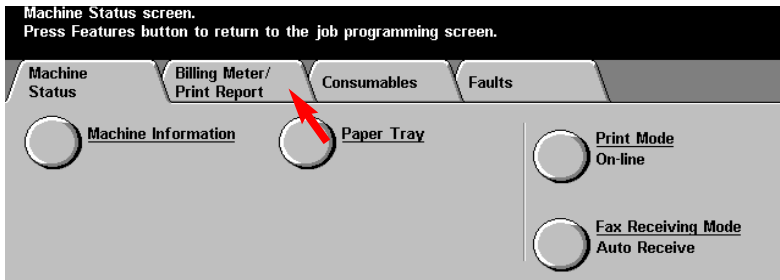 Machine Status screen.
Press Features button to return to the job programming screen.
Machine
Status
Billing Meter/
Print Report
Consumables
Faults
Machine Information
Paper Tray
Print Mode
On-line
Fax Receiving Mode
Auto Receive